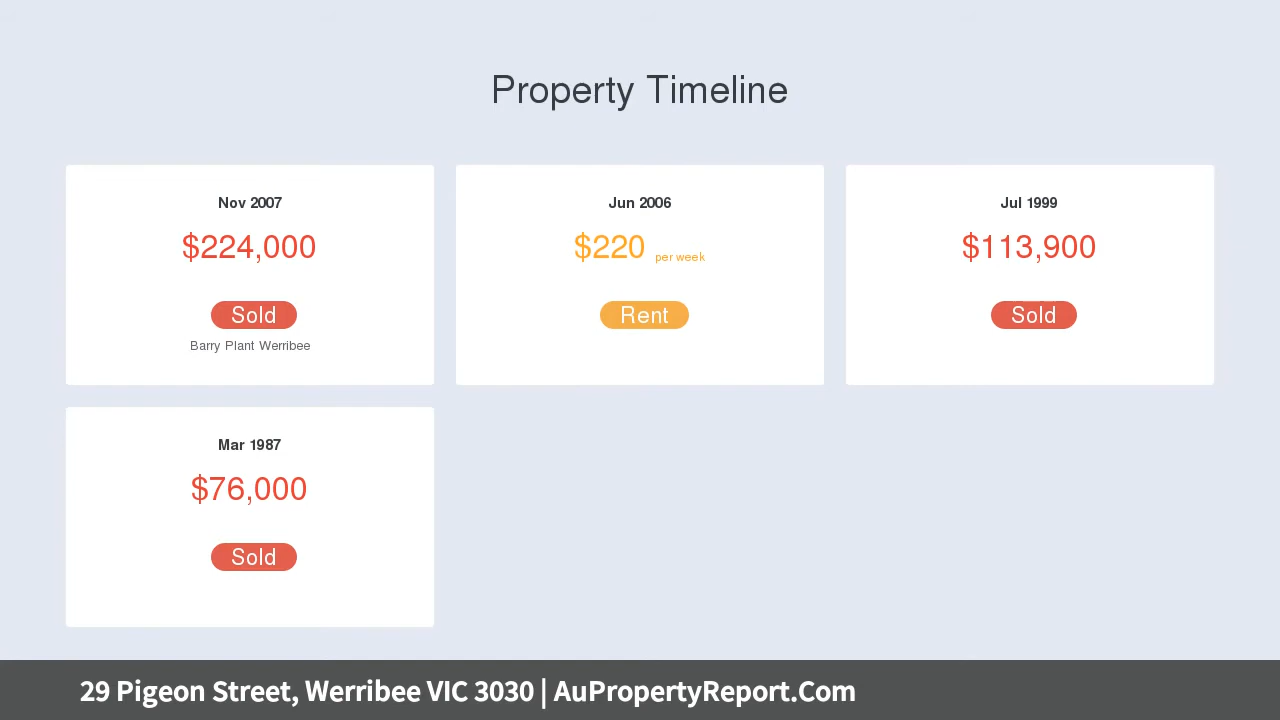 Property Timeline
Nov 2007
$224,000
Sold
Barry Plant Werribee
Jun 2006
$220 per week
Rent
Jul 1999
$113,900
Sold
Mar 1987
$76,000
Sold
29 Pigeon Street, Werribee VIC 3030 | AuPropertyReport.Com